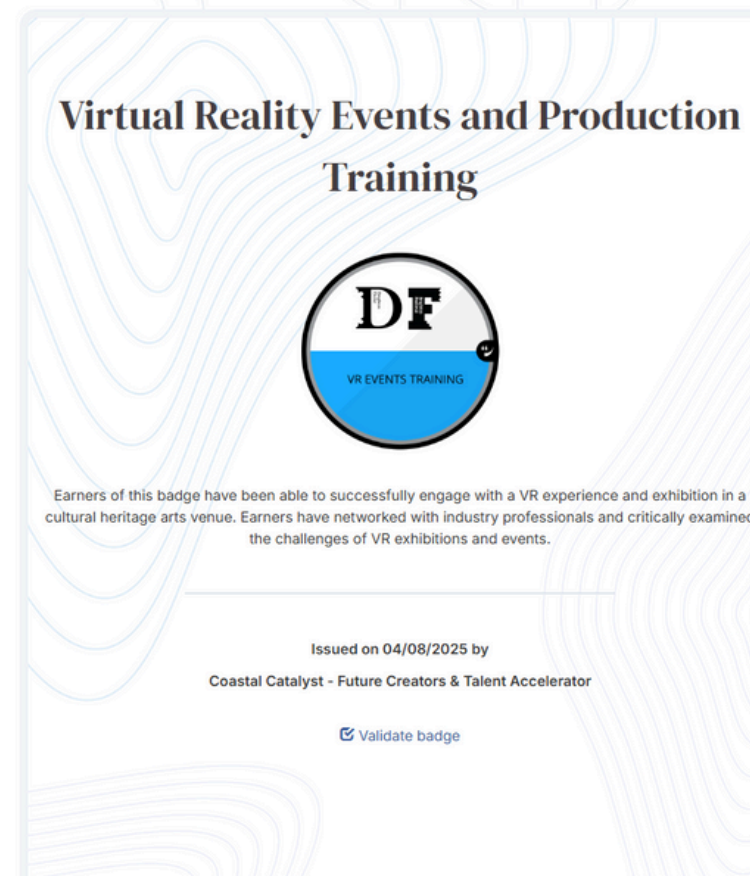 Virtual Reality Events and Production
Training
DF
VR EVENTS TRAINING
Earners of this badge have been able to successfully engage with a VR experience and exhibition in a
cultural heritage arts venue. Earners have networked with industry professionals and critically examined
the challenges of VR exhibitions and events.
Issued on 04/08/2025 by
Coastal Catalyst - Future Creators & Talent Accelerator
Validate badge